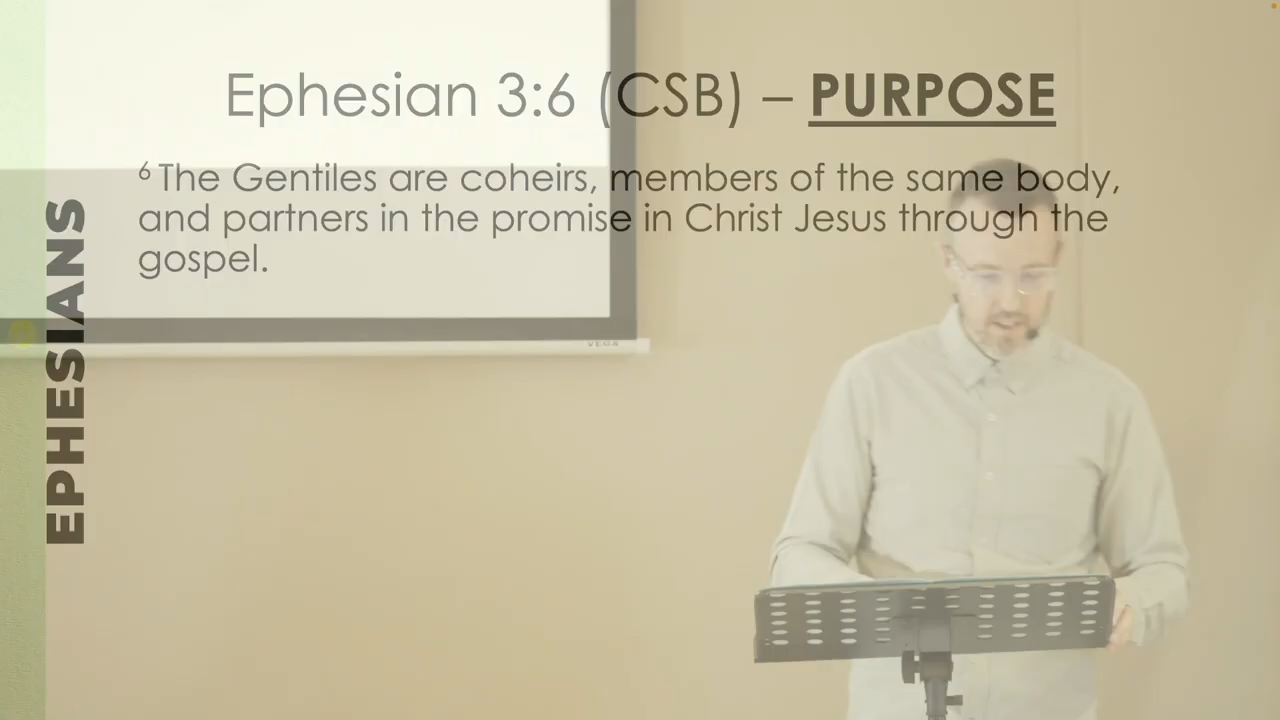 Ephesian 3:6 (CSB) – PURPOSE
6 The Gentiles are coheirs, members of the same body,
and partners in the promise in Christ Jesus through the
gospel.
EPHESIANS
VEGA